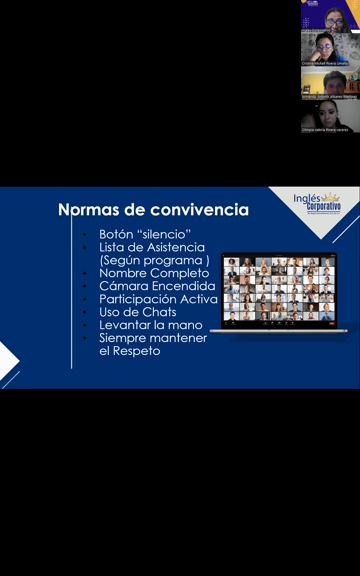 Normas de convivencia
Inglés
Corporativo
• Botón “silencio”
• Lista de Asistencia
(Según programa )
• Nombre Completo
• Cámara Encendida
• Participación Activa
• Uso de Chats
• Levantar la mano
• Siempre mantener
el Respeto